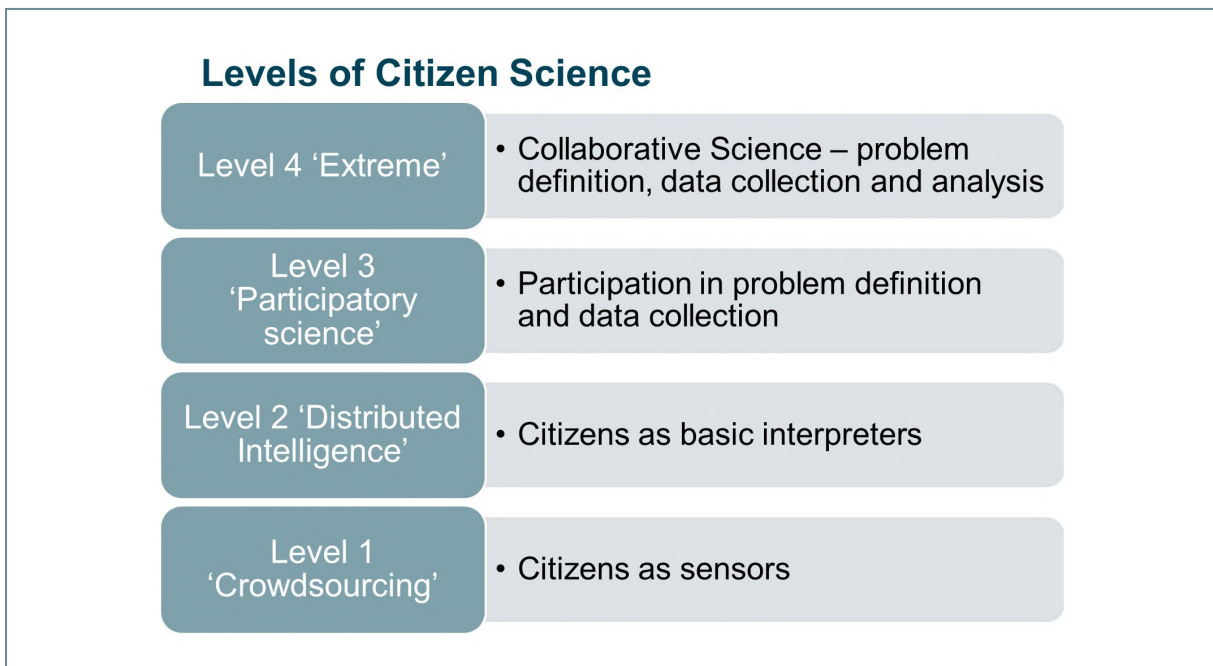 Levels of Citizen Science
Level 4 ‘Extreme’
• Collaborative Science – problem
definition, data collection and analysis
Level 3
‘Participatory
science’
• Participation in problem definition
and data collection
Level 2 ‘Distributed
Intelligence’
• Citizens as basic interpreters
Level 1
‘Crowdsourcing’
• Citizens as sensors